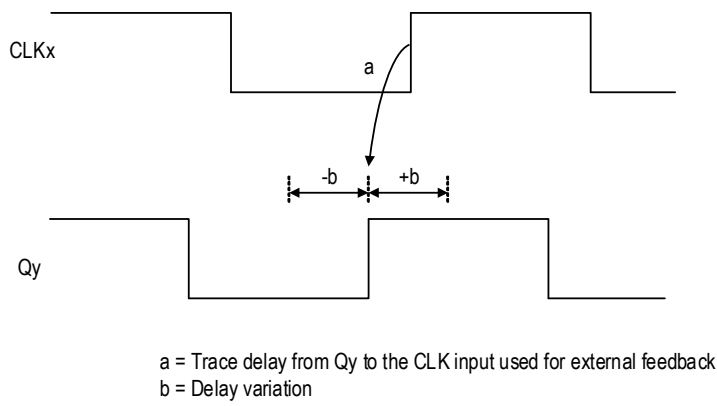 CLKx
a
-b
+b
Qy
a = Trace delay from Qy to the CLK input used for external feedback
b = Delay variation